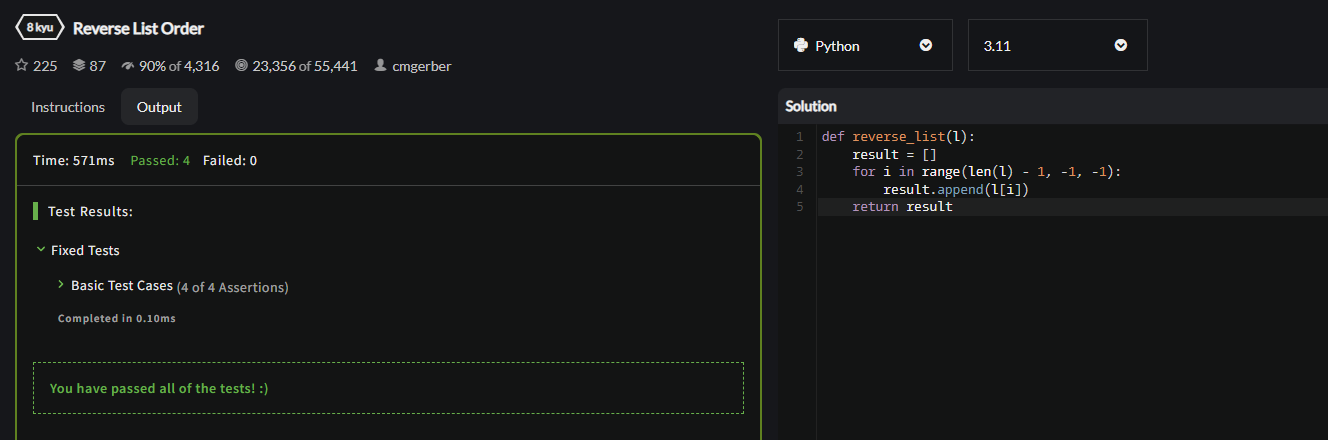 8 kyu Reverse List Order
225 87 90% of 4,316 23,356 of 55,441 cmgerber
Instructions Output
Time: 571ms Passed: 4 Failed: 0
Test Results:
Fixed Tests
Basic Test Cases (4 of 4 Assertions)
Completed in 0.10ms
You have passed all of the tests! :)
Python 3.11
Solution
1 def reverse_list(l):
2     result = []
3     for i in range(len(l) - 1, -1, -1):
4         result.append(l[i])
5     return result